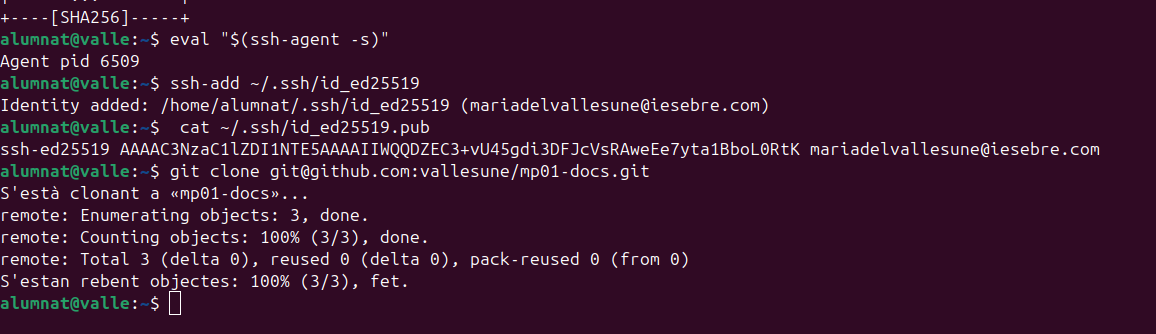 +----[SHA256]-----+
alumnat@valle:~$ eval "$(ssh-agent -s)"
Agent pid 6509
alumnat@valle:~$ ssh-add ~/.ssh/id_ed25519
Identity added: /home/alumnat/.ssh/id_ed25519 (mariadelvallesune@iesebre.com)
alumnat@valle:~$  cat ~/.ssh/id_ed25519.pub
ssh-ed25519 AAAAC3NzaC1lZDI1NTE5AAAAIIWQQDZEC3+vU45gdi3DFJcVsRAweEe7yta1BboL0RtK mariadelvallesune@iesebre.com
alumnat@valle:~$ git clone git@github.com:vallesune/mp01-docs.git
S'està clonant a «mp01-docs»...
remote: Enumerating objects: 3, done.
remote: Counting objects: 100% (3/3), done.
remote: Total 3 (delta 0), reused 0 (delta 0), pack-reused 0 (from 0)
S'estan rebent objectes: 100% (3/3), fet.
alumnat@valle:~$